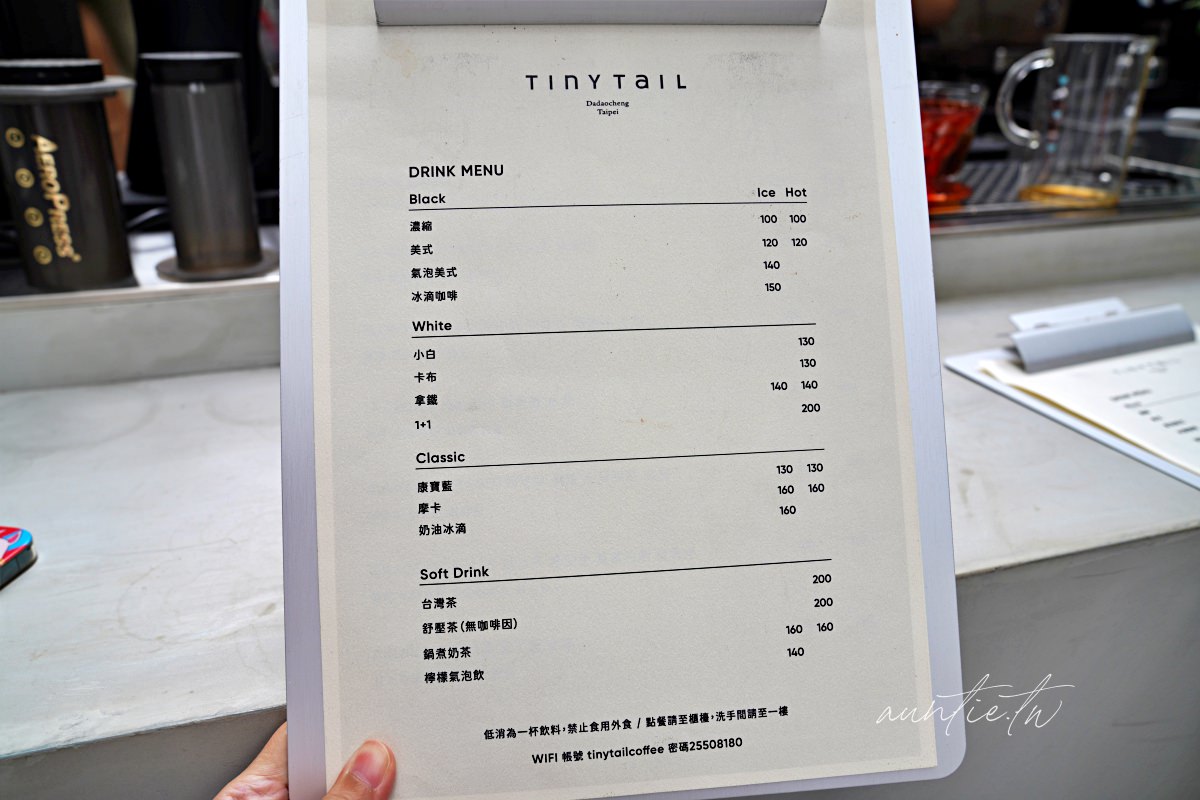 TINYTAIL
Dadaocheng
Taipei
DRINK MENU
Black Ice Hot
濃縮 100 100
美式 120 120
氣泡美式 140
冰滴咖啡 150
White
小白 130
卡布 130
拿鐵 140 140
1+1 200
Classic
康寶藍 130 130
摩卡 160 160
奶油冰滴 160
Soft Drink
台灣茶 200
舒壓茶(無咖啡因) 200
鍋煮奶茶 160 160
檸檬氣泡飲 140
低消為一杯飲料,禁止食用外食 / 點餐請至櫃檯,洗手間請至一樓
WIFI 帳號 tinytailcoffee 密碼25508180
AEROPRESS
auntie.tw